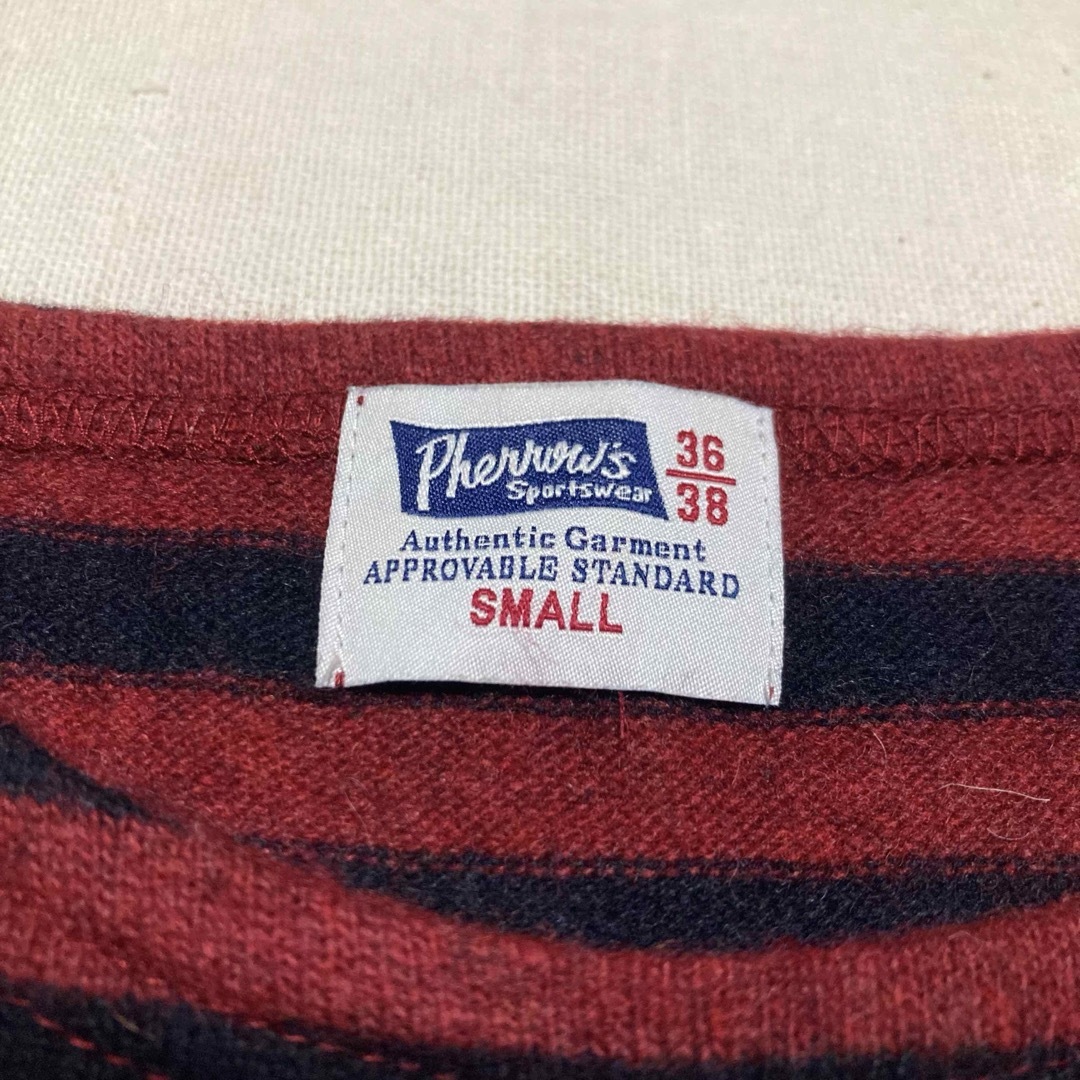 Pherrow's
Sportswear
36
38
Authentic Garment
APPROVABLE STANDARD
SMALL